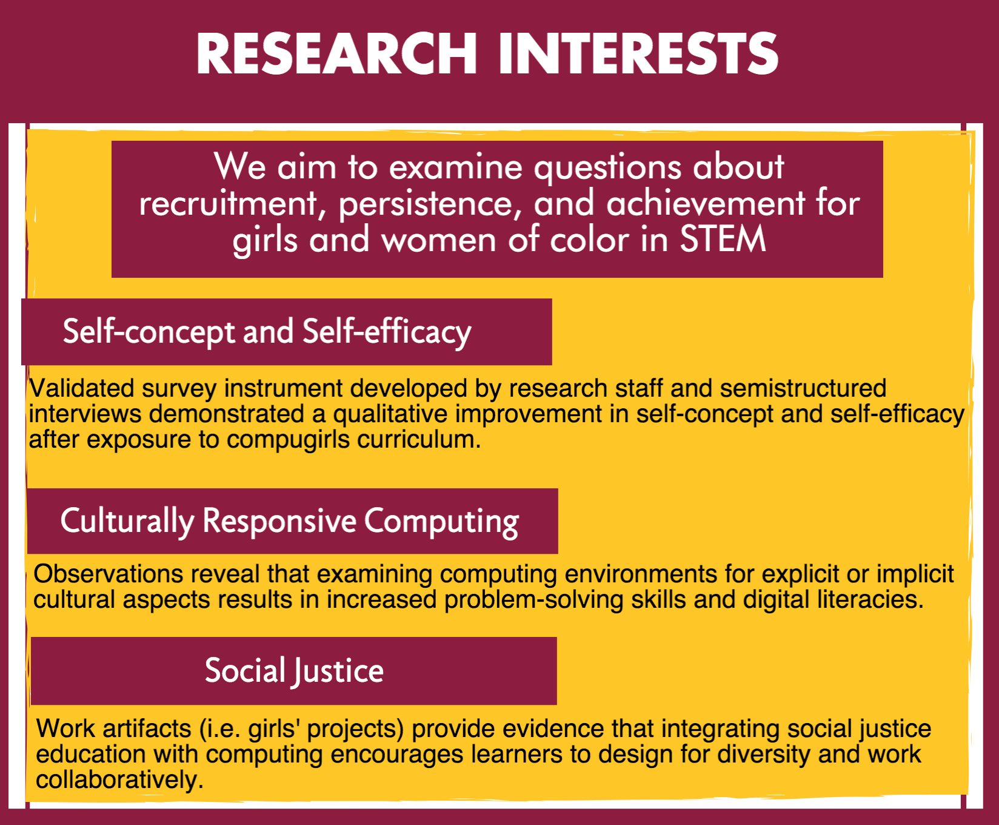 RESEARCH INTERESTS
We aim to examine questions about
recruitment, persistence, and achievement for
girls and women of color in STEM
Self-concept and Self-efficacy
Validated survey instrument developed by research staff and semistructured
interviews demonstrated a qualitative improvement in self-concept and self-efficacy
after exposure to compugirls curriculum.
Culturally Responsive Computing
Observations reveal that examining computing environments for explicit or implicit
cultural aspects results in increased problem-solving skills and digital literacies.
Social Justice
Work artifacts (i.e. girls' projects) provide evidence that integrating social justice
education with computing encourages learners to design for diversity and work
collaboratively.